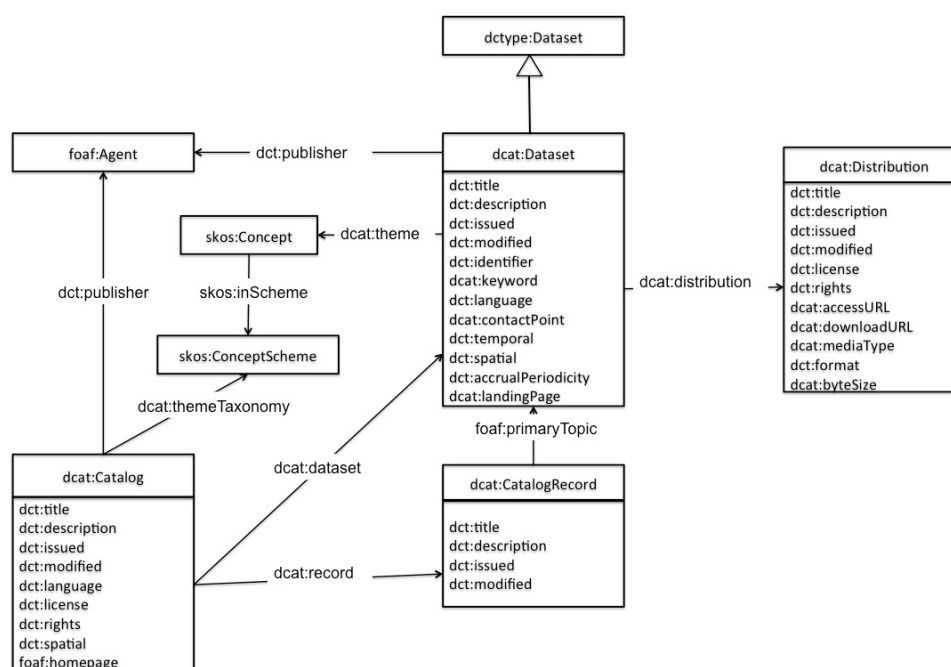 dctype:Dataset
foaf:Agent
dct:publisher
dcat:Dataset
dct:title
dct:description
dct:issued
dct:modified
dct:identifier
dcat:keyword
dct:language
dcat:contactPoint
dct:temporal
dct:spatial
dct:accrualPeriodicity
dcat:landingPage
dcat:Distribution
dct:title
dct:description
dct:issued
dct:modified
dct:license
dct:rights
dcat:accessURL
dcat:downloadURL
dcat:mediaType
dct:format
dcat:byteSize
skos:Concept
dcat:theme
dcat:distribution
dct:publisher
skos:inScheme
skos:ConceptScheme
dcat:themeTaxonomy
foaf:primaryTopic
dcat:dataset
dcat:Catalog
dct:title
dct:description
dct:issued
dct:modified
dct:language
dct:license
dct:rights
dct:spatial
foaf:homepage
dcat:record
dcat:CatalogRecord
dct:title
dct:description
dct:issued
dct:modified